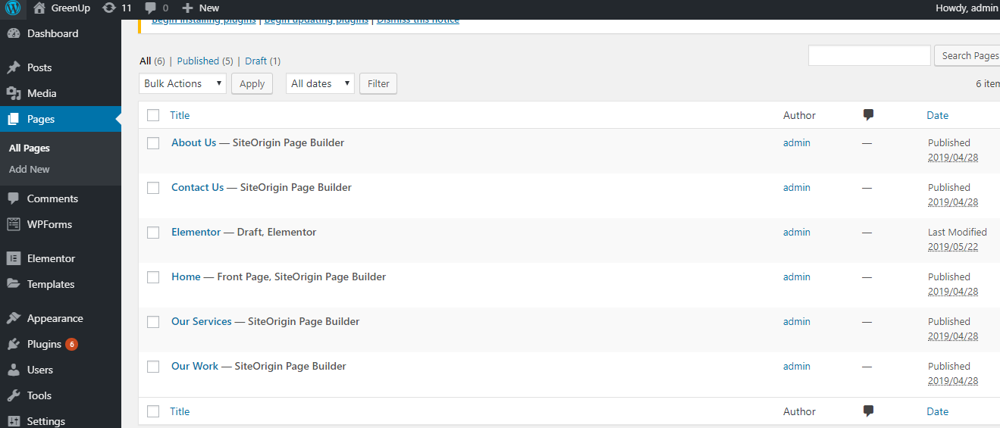 GreenUp 11 0 New Howdy, admin
Begin installing plugins | Begin updating plugins | Dismiss this notice
Dashboard
Posts
Media
Pages
All Pages
Add New
Comments
WPForms
Elementor
Templates
Appearance
Plugins 6
Users
Tools
Settings
All (6) | Published (5) | Draft (1)
Search Pages
Bulk Actions Apply All dates Filter
6 item
Title Author Date
About Us — SiteOrigin Page Builder admin — Published
2019/04/28
Contact Us — SiteOrigin Page Builder admin — Published
2019/04/28
Elementor — Draft, Elementor admin — Last Modified
2019/05/22
Home — Front Page, SiteOrigin Page Builder admin — Published
2019/04/28
Our Services — SiteOrigin Page Builder admin — Published
2019/04/28
Our Work — SiteOrigin Page Builder admin — Published
2019/04/28
Title Author Date